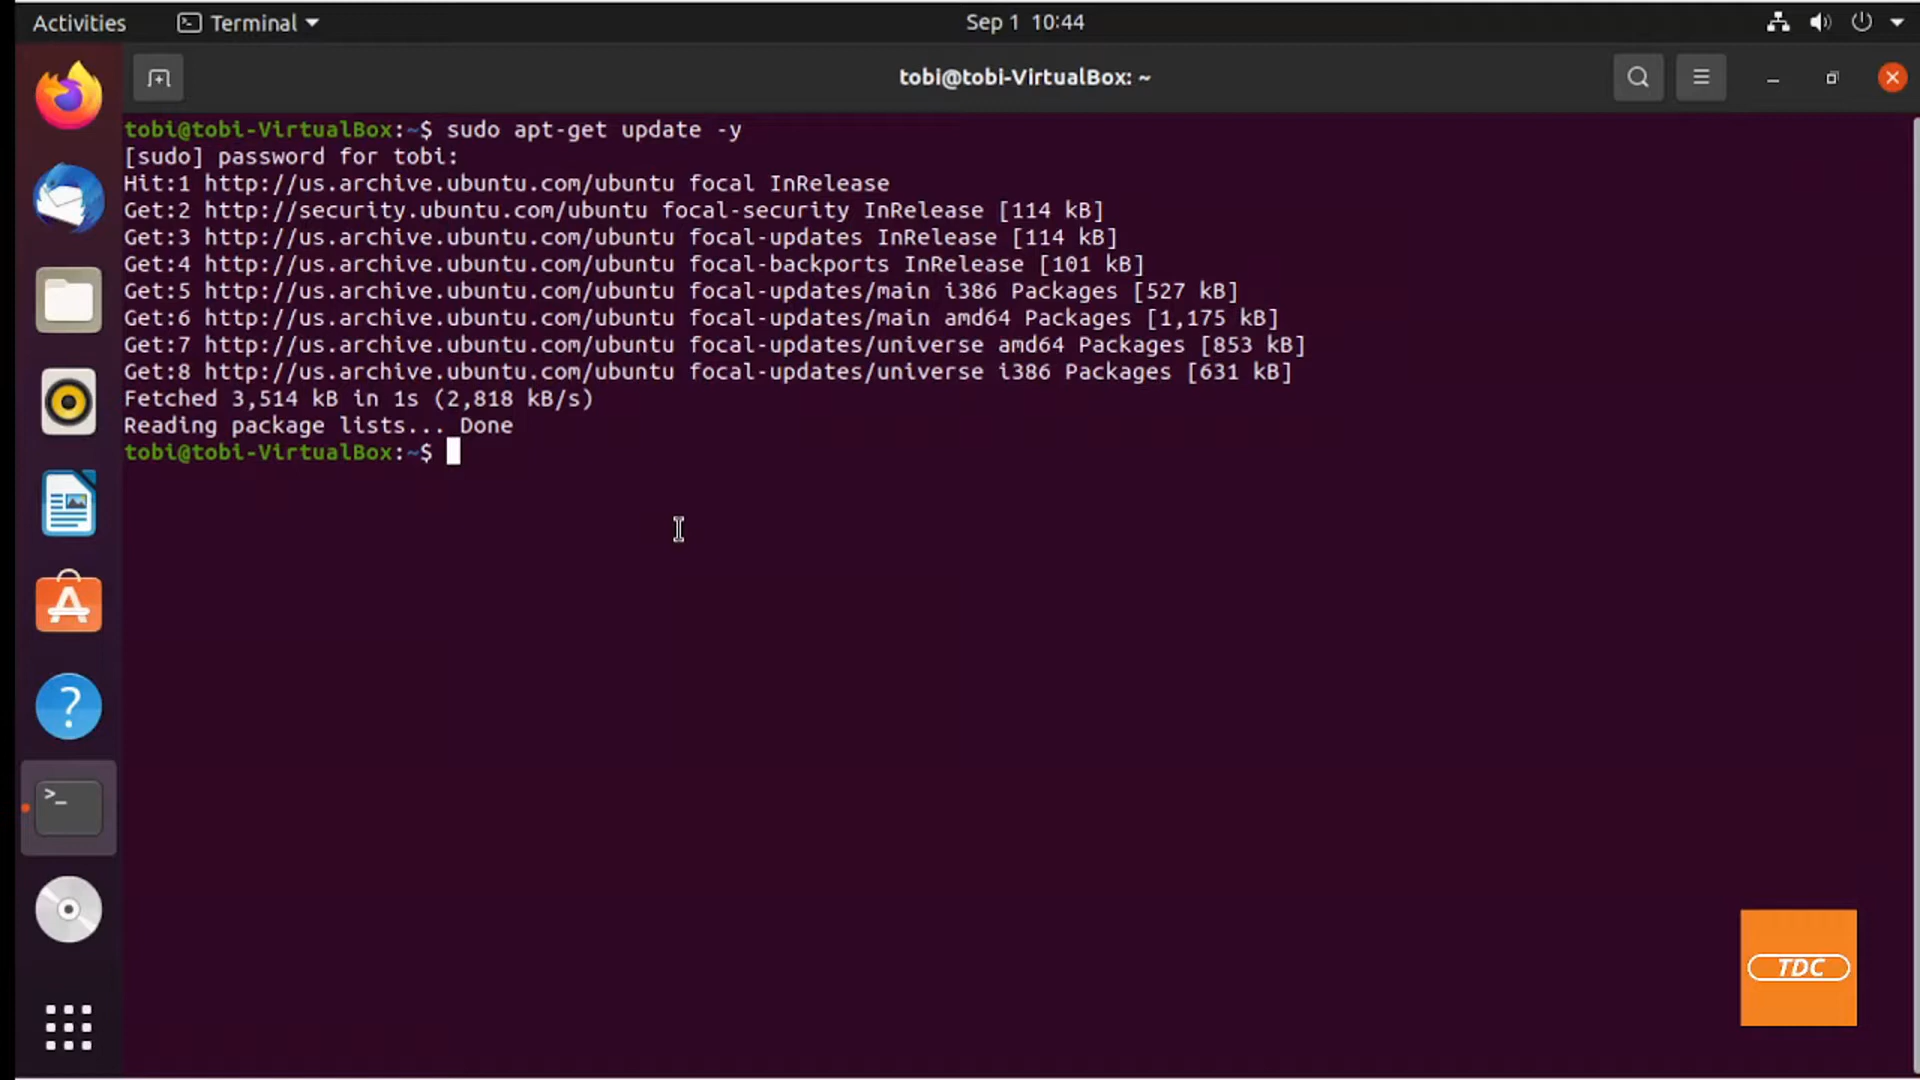 Activities Terminal Sep 1 10:44
tobi@tobi-VirtualBox: ~
tobi@tobi-VirtualBox:~$ sudo apt-get update -y
[sudo] password for tobi:
Hit:1 http://us.archive.ubuntu.com/ubuntu focal InRelease
Get:2 http://security.ubuntu.com/ubuntu focal-security InRelease [114 kB]
Get:3 http://us.archive.ubuntu.com/ubuntu focal-updates InRelease [114 kB]
Get:4 http://us.archive.ubuntu.com/ubuntu focal-backports InRelease [101 kB]
Get:5 http://us.archive.ubuntu.com/ubuntu focal-updates/main i386 Packages [527 kB]
Get:6 http://us.archive.ubuntu.com/ubuntu focal-updates/main amd64 Packages [1,175 kB]
Get:7 http://us.archive.ubuntu.com/ubuntu focal-updates/universe amd64 Packages [853 kB]
Get:8 http://us.archive.ubuntu.com/ubuntu focal-updates/universe i386 Packages [631 kB]
Fetched 3,514 kB in 1s (2,818 kB/s)
Reading package lists... Done
tobi@tobi-VirtualBox:~$
TDC